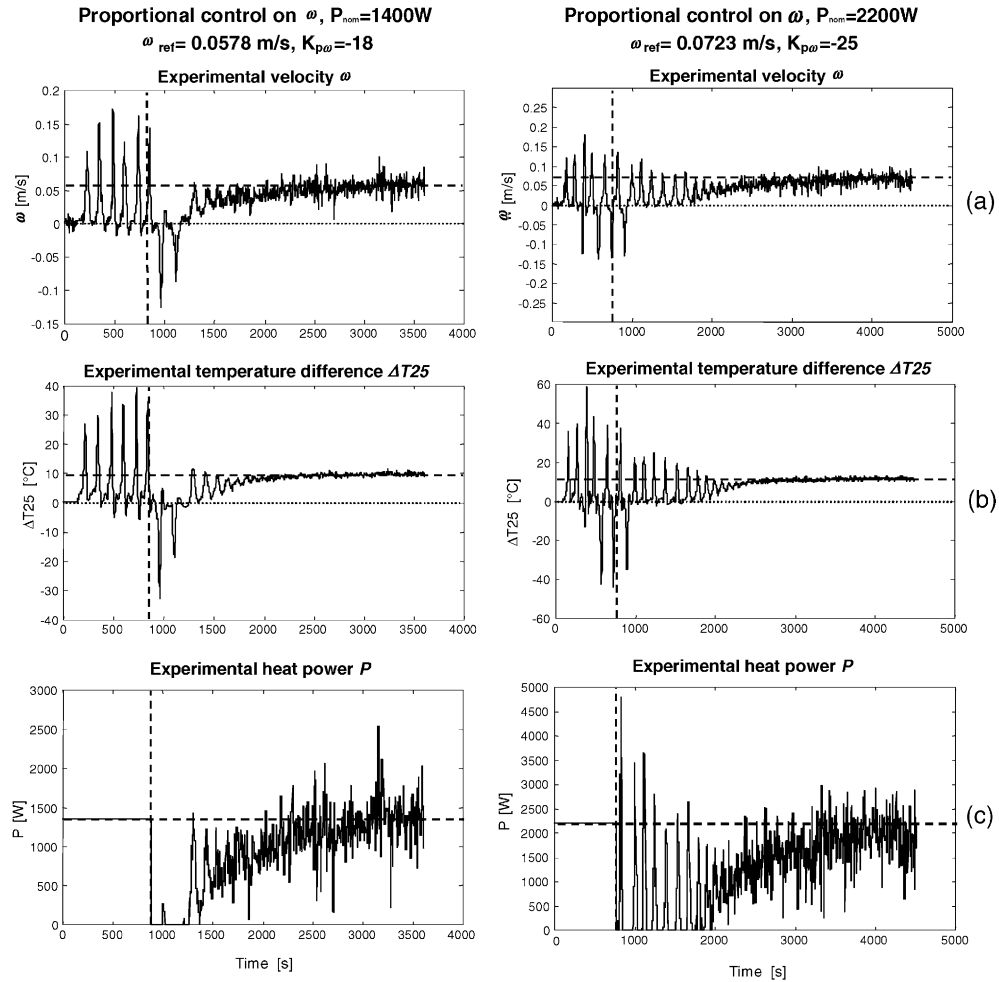 Proportional control on ω, Pnom=1400W
ω ref= 0.0578 m/s, Kpω=-18
Proportional control on ω, Pnom=2200W
ω ref= 0.0723 m/s, Kpω=-25
Experimental velocity ω
0.2
0.15
0.1
0.05
0
-0.05
-0.1
-0.15
ω [m/s]
0 500 1000 1500 2000 2500 3000 3500 4000
Experimental velocity ω
0.25
0.2
0.15
0.1
0.05
0
-0.05
-0.1
-0.15
-0.2
-0.25
ω [m/s]
0 1000 2000 3000 4000 5000
(a)
Experimental temperature difference ΔT25
40
30
20
10
0
-10
-20
-30
-40
ΔT25 [°C]
0 500 1000 1500 2000 2500 3000 3500 4000
Experimental temperature difference ΔT25
60
40
20
0
-20
-40
-60
ΔT25 [°C]
0 1000 2000 3000 4000 5000
(b)
Experimental heat power P
3000
2500
2000
1500
1000
500
0
P [W]
0 500 1000 1500 2000 2500 3000 3500 4000
Time [s]
Experimental heat power P
5000
4500
4000
3500
3000
2500
2000
1500
1000
500
0
P [W]
0 1000 2000 3000 4000 5000
Time [s]
(c)